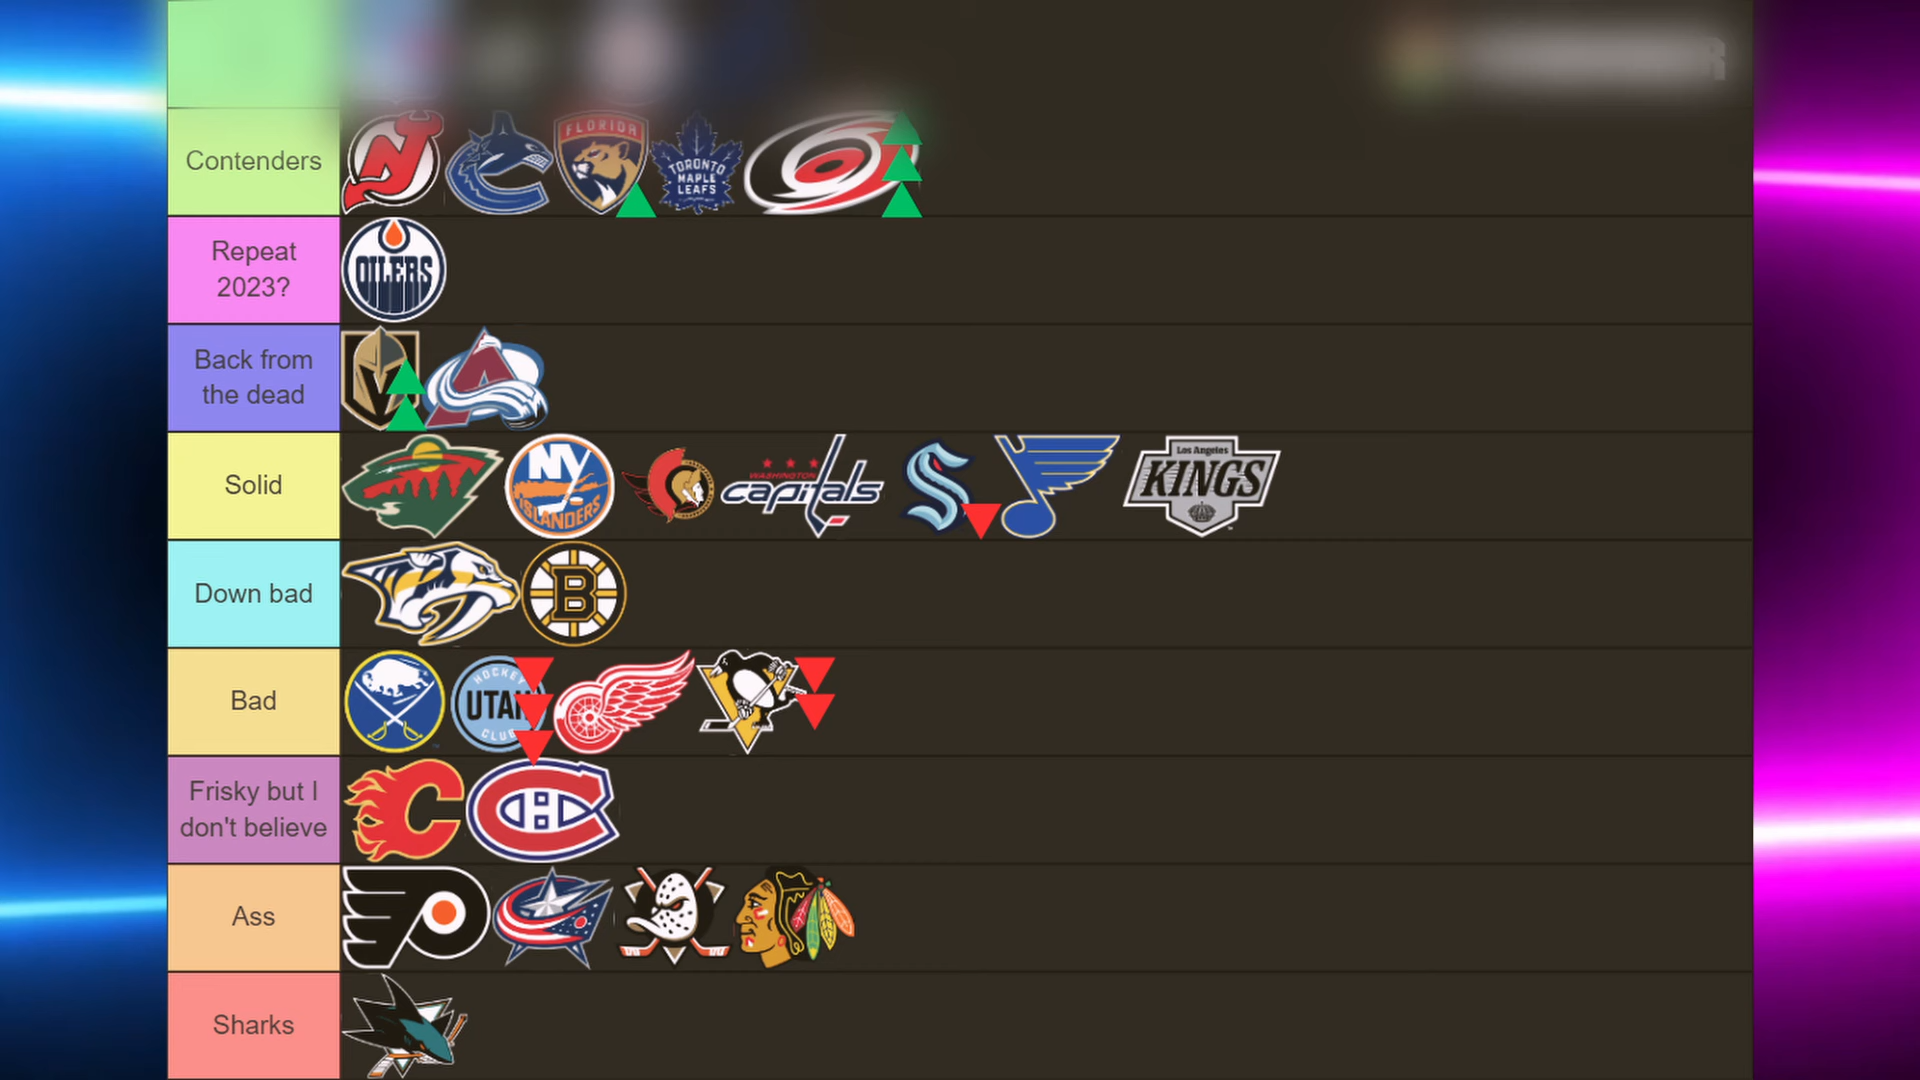 Contenders
FLORIDA
TORONTO
MAPLE
LEAFS
Repeat
2023?
OILERS
Back from
the dead
Solid
NY
ISLANDERS
WASHINGTON
capitals
Los Angeles
KINGS
Down bad
B
Bad
HOCKEY
UTAH
CLUB
Frisky but I
don't believe
Ass
Sharks